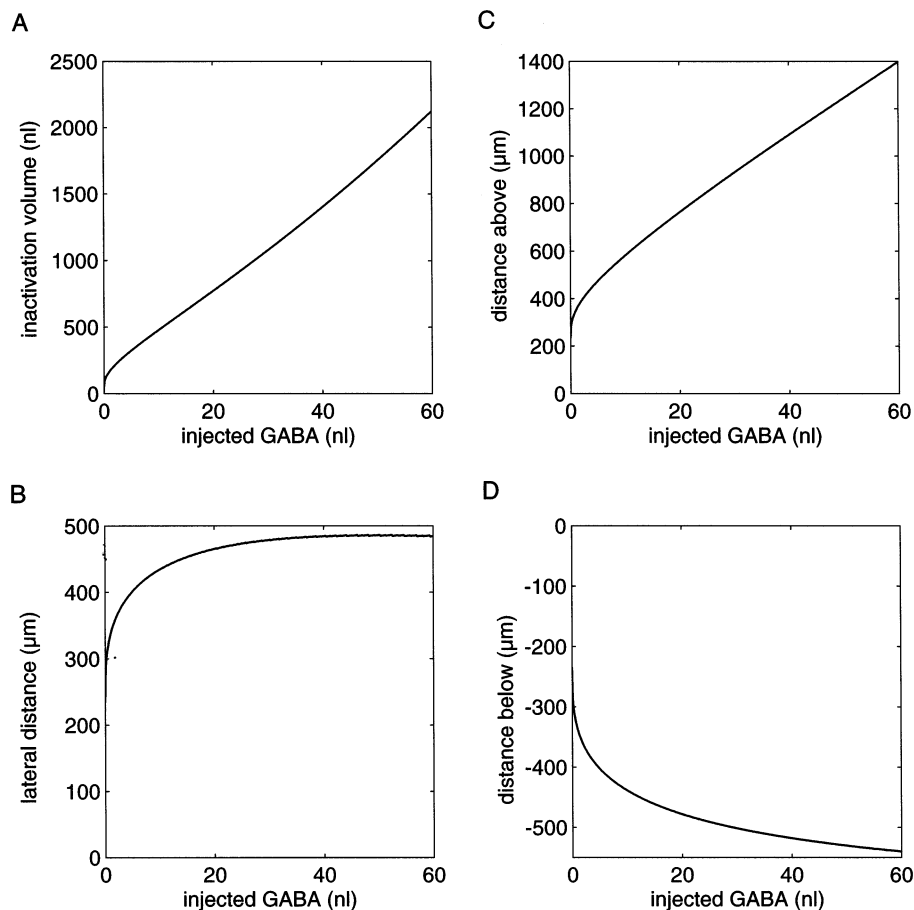 A
2500
2000
1500
1000
500
0
inactivation volume (nl)
0 20 40 60
injected GABA (nl)
C
1400
1200
1000
800
600
400
200
0
distance above (µm)
0 20 40 60
injected GABA (nl)
B
500
400
300
200
100
0
lateral distance (µm)
0 20 40 60
injected GABA (nl)
D
0
-100
-200
-300
-400
-500
distance below (µm)
0 20 40 60
injected GABA (nl)